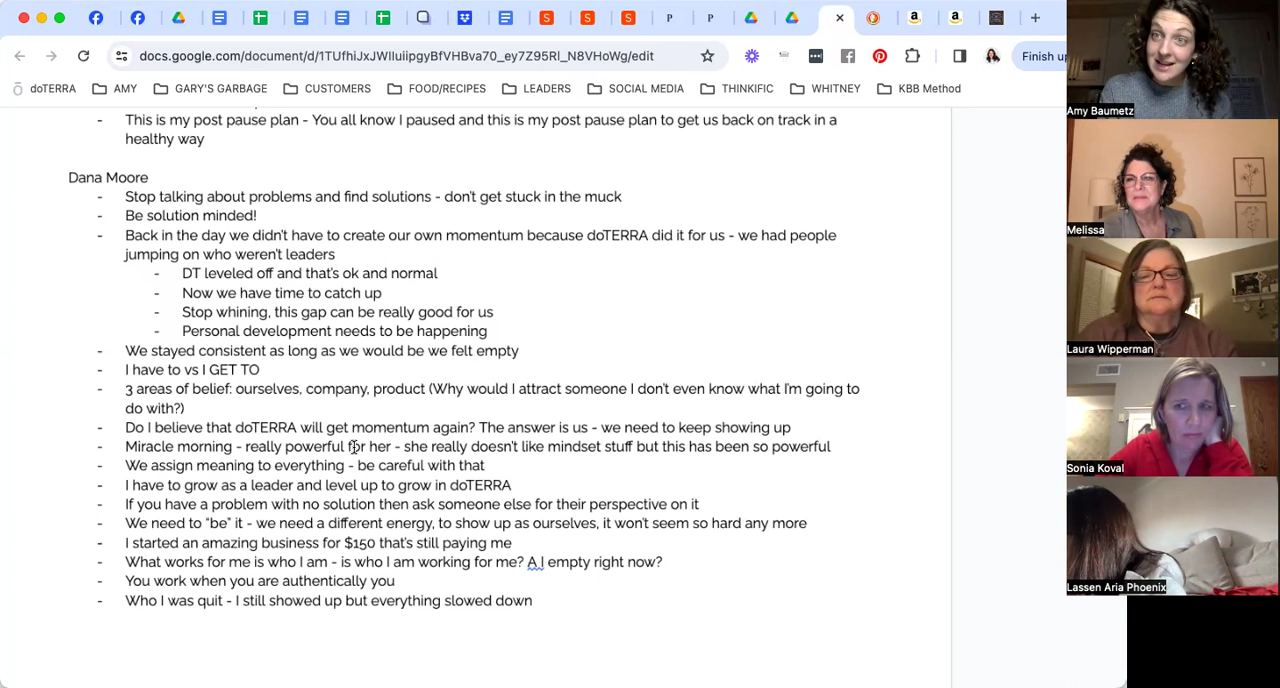 docs.google.com/document/d/1TUfhiJxJWlluiipgyBfVHBva70_ey7Z95Rl_N8VHoWg/edit
Finish up
doTERRA AMY GARY'S GARBAGE CUSTOMERS FOOD/RECIPES LEADERS SOCIAL MEDIA THINKIFIC WHITNEY KBB Method
- This is my post pause plan - You all know I paused and this is my post pause plan to get us back on track in a
healthy way
Dana Moore
- Stop talking about problems and find solutions - don't get stuck in the muck
- Be solution minded!
- Back in the day we didn't have to create our own momentum because doTERRA did it for us - we had people
jumping on who weren't leaders
- DT leveled off and that's ok and normal
- Now we have time to catch up
- Stop whining, this gap can be really good for us
- Personal development needs to be happening
- We stayed consistent as long as we would be we felt empty
- I have to vs I GET TO
- 3 areas of belief: ourselves, company, product (Why would I attract someone I don't even know what I'm going to
do with?)
- Do I believe that doTERRA will get momentum again? The answer is us - we need to keep showing up
- Miracle morning - really powerful for her - she really doesn't like mindset stuff but this has been so powerful
- We assign meaning to everything - be careful with that
- I have to grow as a leader and level up to grow in doTERRA
- If you have a problem with no solution then ask someone else for their perspective on it
- We need to "be" it - we need a different energy, to show up as ourselves, it won't seem so hard any more
- I started an amazing business for $150 that's still paying me
- What works for me is who I am - is who I am working for me? A I empty right now?
- You work when you are authentically you
- Who I was quit - I still showed up but everything slowed down
Amy Baumetz
Melissa
Laura Wipperman
Sonia Koval
Lassen Aria Phoenix